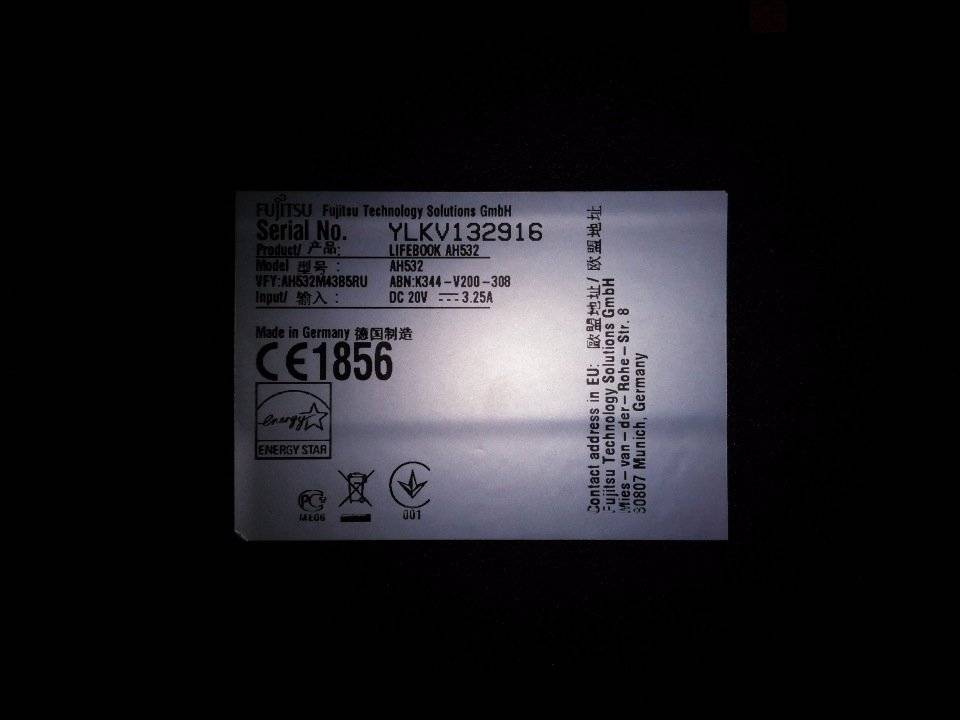 FUJITSU Fujitsu Technology Solutions GmbH
Serial No. YLKV132916
Product/ 产品: LIFEBOOK AH532
Model 型号 : AH532
VFY:AH532M43B5RU ABN:K344-V200-308
Input/ 输入 : DC 20V 3.25A
Made in Germany 德国制造
CE1856
energy
ENERGY STAR
ME06
001
Contact address in EU: 歐盟地址/ 欧盟地址
Fujitsu Technology Solutions GmbH
Mies-van-der-Rohe-Str. 8
80807 Munich, Germany